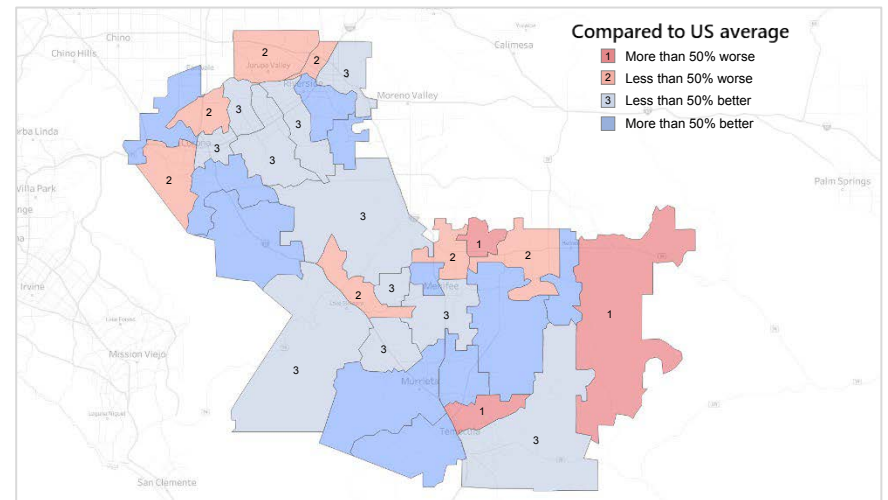 Compared to US average
1 More than 50% worse
2 Less than 50% worse
3 Less than 50% better
More than 50% better
Chino
Chino Hills
Calimesa
Jurupa Valley
2
2
3
Riverside
Moreno Valley
2
3
3
3
3
2
Villa Park
Palm Springs
3
1
2
2
Menifee
3
2
3
1
Irvine
3
3
Mission Viejo
Murrieta
1
Temecula
3
Laguna Niguel
San Clemente